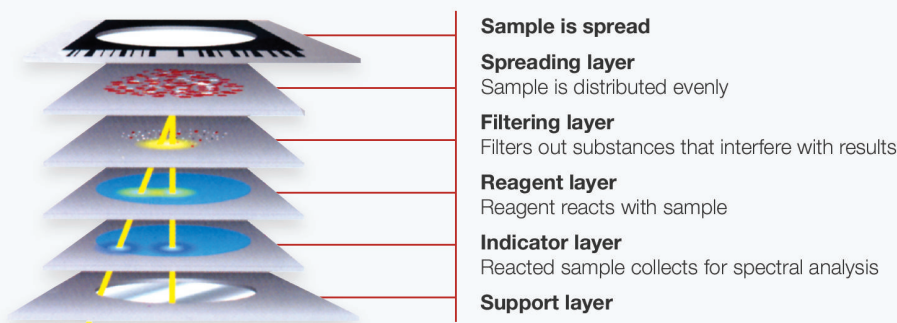 Sample is spread
Spreading layer
Sample is distributed evenly
Filtering layer
Filters out substances that interfere with results
Reagent layer
Reagent reacts with sample
Indicator layer
Reacted sample collects for spectral analysis
Support layer